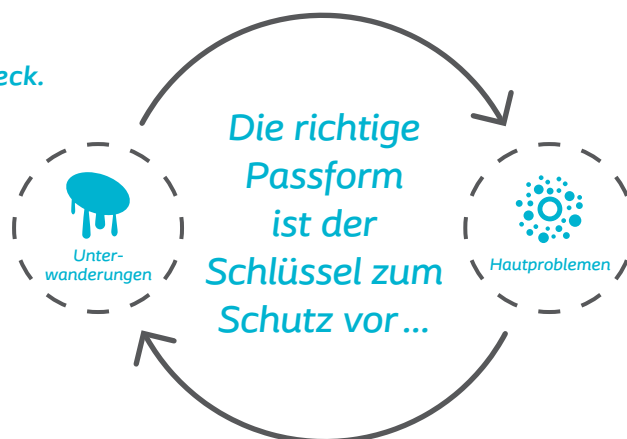 eck.
Die richtige
Passform
ist der
Schlüssel zum
Schutz vor ...
Unter-
wanderungen
Hautproblemen